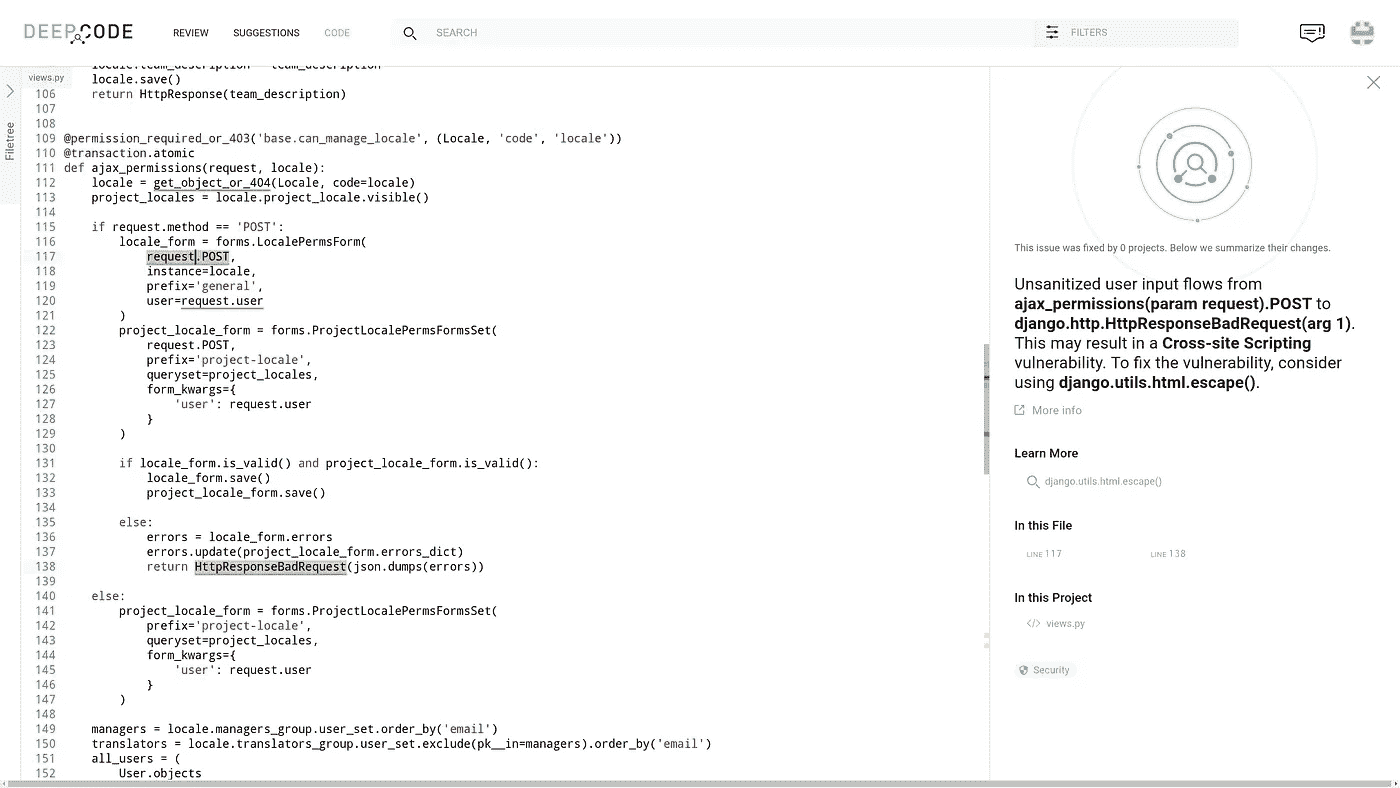 DEEPCODE
REVIEW
SUGGESTIONS
CODE
SEARCH
FILTERS
views.py
Filetree
locale.team_description = team_description
locale.save()
106 return HttpResponse(team_description)
107
108
109 @permission_required_or_403('base.can_manage_locale', (Locale, 'code', 'locale'))
110 @transaction.atomic
111 def ajax_permissions(request, locale):
112 locale = get_object_or_404(Locale, code=locale)
113 project_locales = locale.project_locale.visible()
114
115 if request.method == 'POST':
116 locale_form = forms.LocalePermsForm(
117 request.POST,
118 instance=locale,
119 prefix='general',
120 user=request.user
121 )
122 project_locale_form = forms.ProjectLocalePermsFormsSet(
123 request.POST,
124 prefix='project-locale',
125 queryset=project_locales,
126 form_kwargs={
127 'user': request.user
128 }
129 )
130
131 if locale_form.is_valid() and project_locale_form.is_valid():
132 locale_form.save()
133 project_locale_form.save()
134
135 else:
136 errors = locale_form.errors
137 errors.update(project_locale_form.errors_dict)
138 return HttpResponseBadRequest(json.dumps(errors))
139
140 else:
141 project_locale_form = forms.ProjectLocalePermsFormsSet(
142 prefix='project-locale',
143 queryset=project_locales,
144 form_kwargs={
145 'user': request.user
146 }
147 )
148
149 managers = locale.managers_group.user_set.order_by('email')
150 translators = locale.translators_group.user_set.exclude(pk__in=managers).order_by('email')
151 all_users = (
152 User.objects
This issue was fixed by 0 projects. Below we summarize their changes.
Unsanitized user input flows from
ajax_permissions(param request).POST to
django.http.HttpResponseBadRequest(arg 1).
This may result in a Cross-site Scripting
vulnerability. To fix the vulnerability, consider
using django.utils.html.escape().
More info
Learn More
django.utils.html.escape()
In this File
LINE 117
LINE 138
In this Project
</> views.py
Security